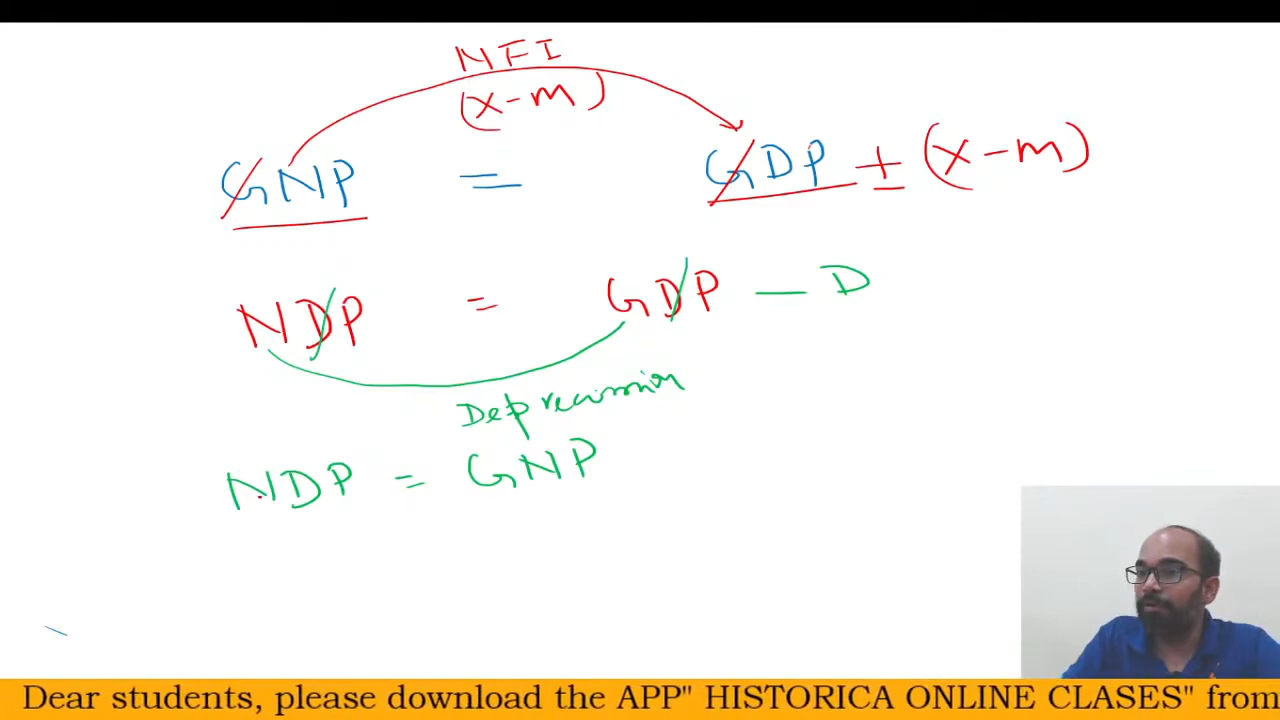 NFI
(x-m)
GNP = GDP ± (x-m)
NDP = GDP - D
Depreciation
NDP = GNP
Dear students, please download the APP" HISTORICA ONLINE CLASES" from